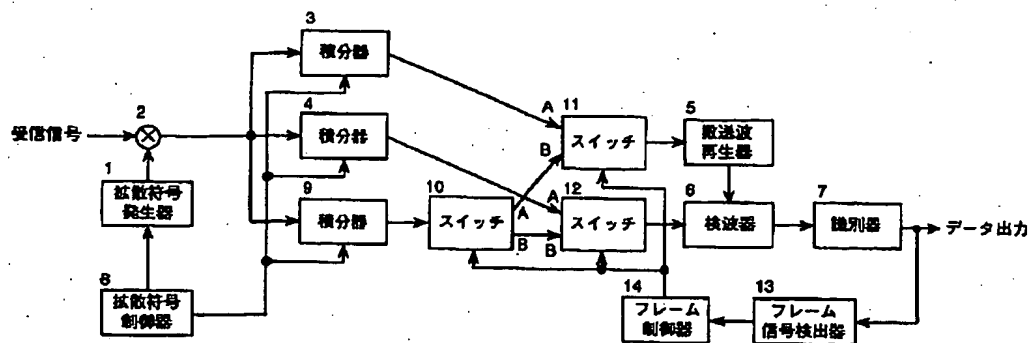 3
積分器
4
積分器
11
A
B
スイッチ
5
搬送波
再生器
受信信号
2
1
拡散符号
発生器
9
積分器
10
スイッチ
A
B
12
A
B
スイッチ
6
検波器
7
識別器
データ出力
8
拡散符号
制御器
14
フレーム
制御器
13
フレーム
信号検出器